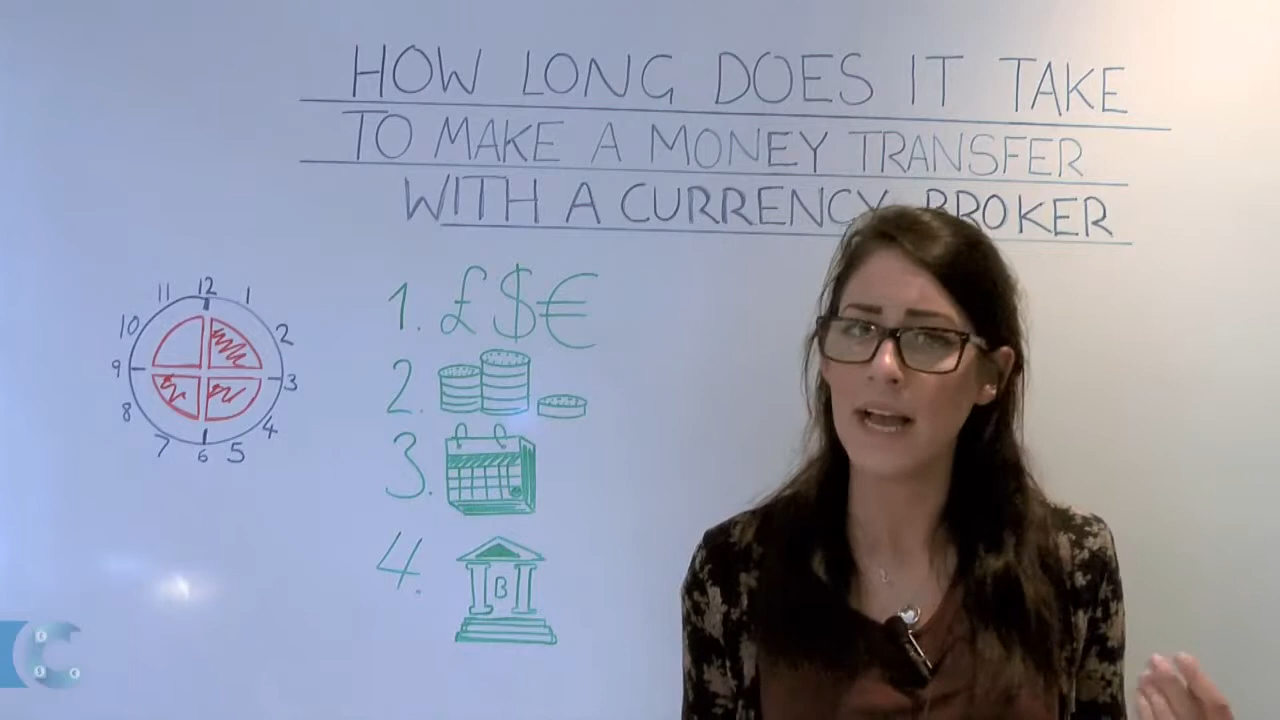 HOW LONG DOES IT TAKE
TO MAKE A MONEY TRANSFER
WITH A CURRENCY BROKER
11 12 1
10 2
9 3
8 4
7 6 5
1. £ $ €
2.
3.
4.
B